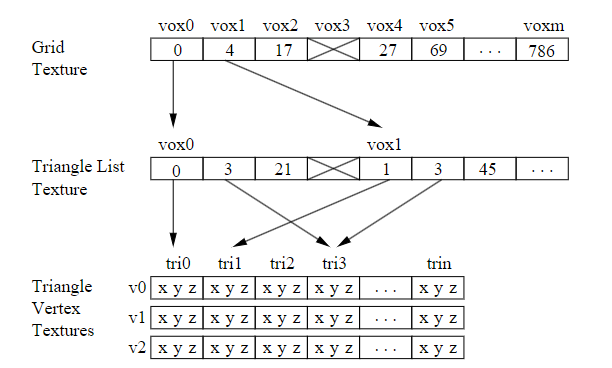 vox0 vox1 vox2 vox3 vox4 vox5 voxm
Grid
Texture
0 4 17 27 69 ... 786
vox0 vox1
Triangle List
Texture
0 3 21 1 3 45 ...
tri0 tri1 tri2 tri3 trin
Triangle
Vertex
Textures
v0 x y z x y z x y z x y z ... x y z
v1 x y z x y z x y z x y z ... x y z
v2 x y z x y z x y z x y z ... x y z